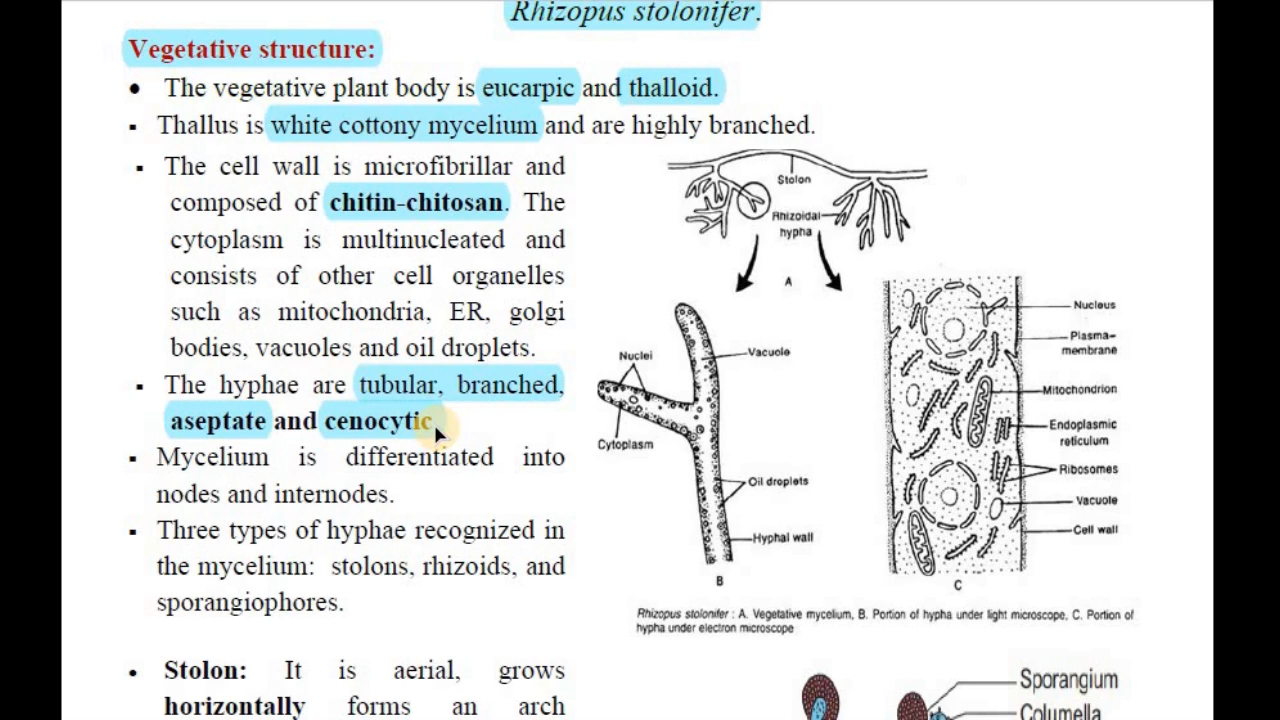 Rhizopus stolonifer.
Vegetative structure:
• The vegetative plant body is eucarpic and thalloid.
▪ Thallus is white cottony mycelium and are highly branched.
▪ The cell wall is microfibrillar and
composed of chitin-chitosan. The
cytoplasm is multinucleated and
consists of other cell organelles
such as mitochondria, ER, golgi
bodies, vacuoles and oil droplets.
▪ The hyphae are tubular, branched,
aseptate and cenocytic
▪ Mycelium is differentiated into
nodes and internodes.
▪ Three types of hyphae recognized in
the mycelium: stolons, rhizoids, and
sporangiophores.
• Stolon: It is aerial, grows
horizontally forms an arch
Stolon
Rhizoidal
hypha
A
Nuclei
Vacuole
Cytoplasm
Oil droplets
Hyphal wall
B
Nucleus
Plasma-
membrane
Mitochondrion
Endoplasmic
reticulum
Ribosomes
Vacuole
Cell wall
C
Rhizopus stolonifer : A. Vegetative mycelium, B. Portion of hypha under light microscope, C. Portion of
hypha under electron microscope
Sporangium
Columella